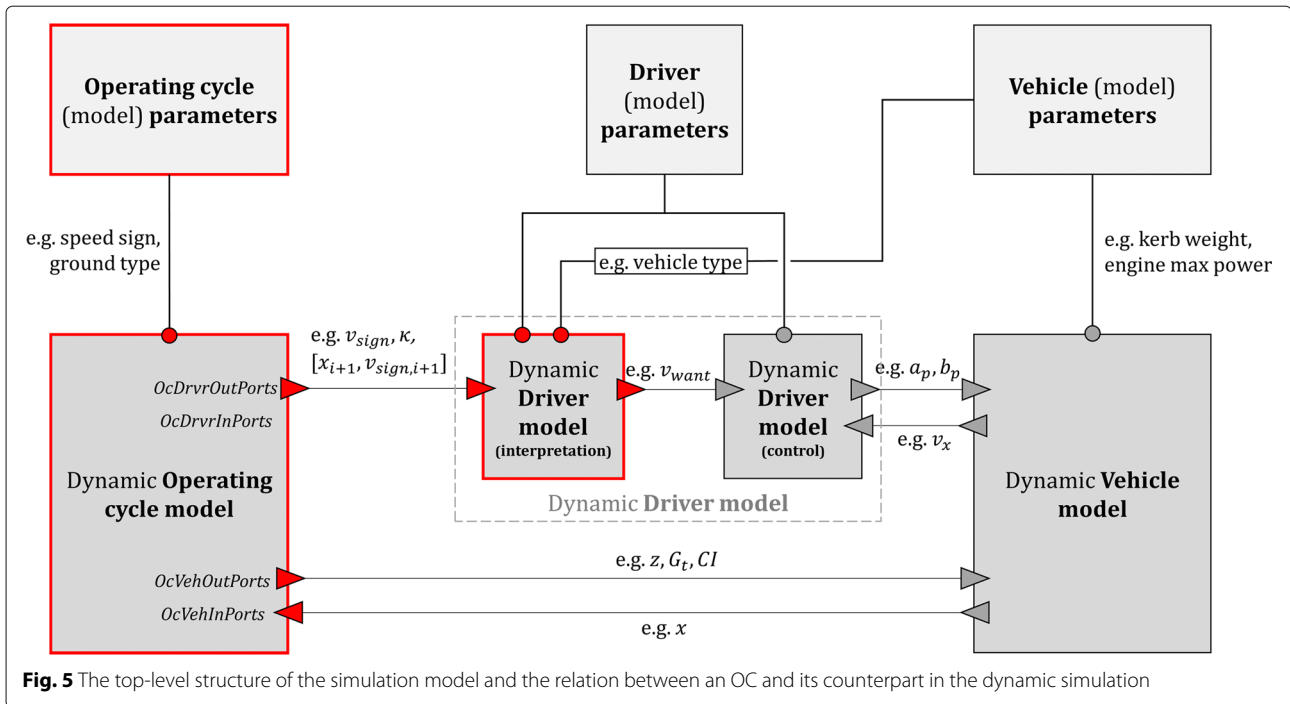 Operating cycle
(model) parameters
Driver
(model)
parameters
Vehicle (model)
parameters
e.g. speed sign,
ground type
e.g. vehicle type
e.g. kerb weight,
engine max power
e.g. v_sign, κ,
[x_{i+1}, v_{sign,i+1}]
OcDrvrOutPorts
OcDrvrInPorts
Dynamic Operating
cycle model
OcVehOutPorts
OcVehInPorts
Dynamic
Driver
model
(interpretation)
e.g. v_want
Dynamic
Driver
model
(control)
Dynamic Driver model
e.g. a_p, b_p
e.g. v_x
Dynamic Vehicle
model
e.g. z, G_t, CI
e.g. x
Fig. 5 The top-level structure of the simulation model and the relation between an OC and its counterpart in the dynamic simulation